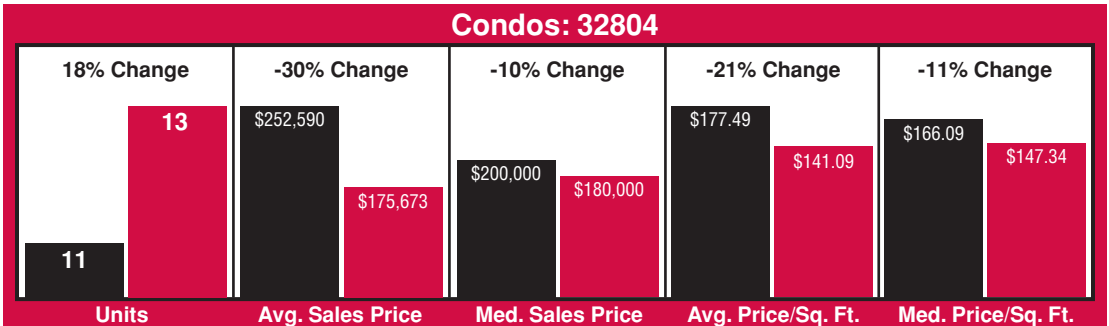 Condos: 32804
18% Change
-30% Change
-10% Change
-21% Change
-11% Change
11
13
$252,590
$175,673
$200,000
$180,000
$177.49
$141.09
$166.09
$147.34
Units
Avg. Sales Price
Med. Sales Price
Avg. Price/Sq. Ft.
Med. Price/Sq. Ft.